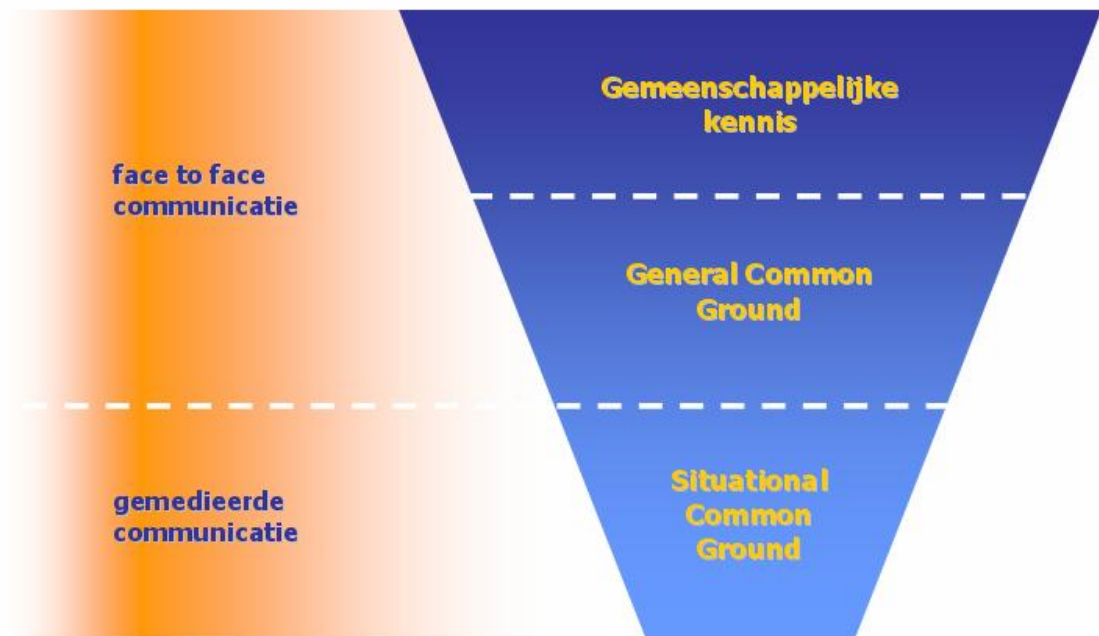 Gemeenschappelijke
kennis
face to face
communicatie
General Common
Ground
gemedieerde
communicatie
Situational
Common
Ground